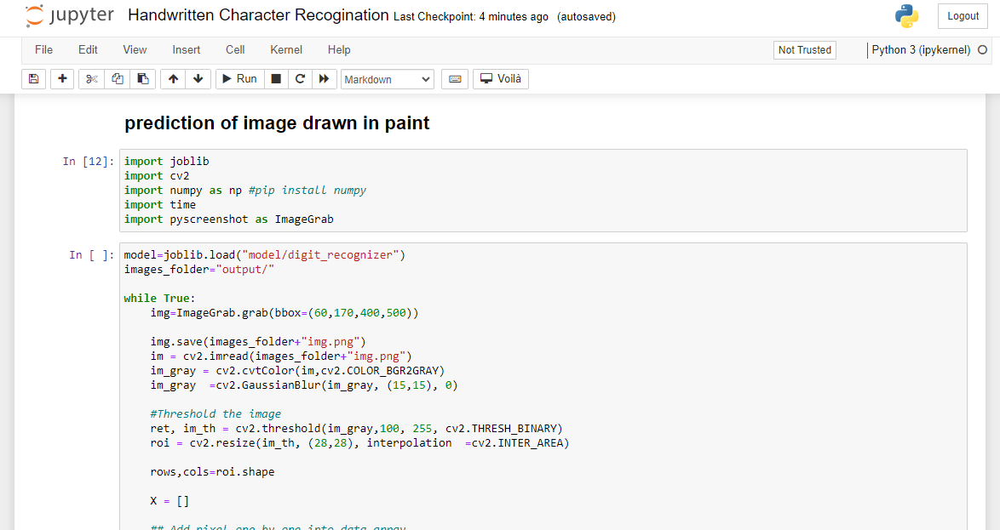 jupyter Handwritten Character Recogination Last Checkpoint: 4 minutes ago (autosaved) Logout
File Edit View Insert Cell Kernel Help Not Trusted Python 3 (ipykernel)
Run Markdown Voilà
prediction of image drawn in paint
In [12]: import joblib
import cv2
import numpy as np #pip install numpy
import time
import pyscreenshot as ImageGrab
In [ ]: model=joblib.load("model/digit_recognizer")
images_folder="output/"
while True:
img=ImageGrab.grab(bbox=(60,170,400,500))
img.save(images_folder+"img.png")
im = cv2.imread(images_folder+"img.png")
im_gray = cv2.cvtColor(im,cv2.COLOR_BGR2GRAY)
im_gray  =cv2.GaussianBlur(im_gray, (15,15), 0)
#Threshold the image
ret, im_th = cv2.threshold(im_gray,100, 255, cv2.THRESH_BINARY)
roi = cv2.resize(im_th, (28,28), interpolation  =cv2.INTER_AREA)
rows,cols=roi.shape
X = []
## Add pixel one by one into data array